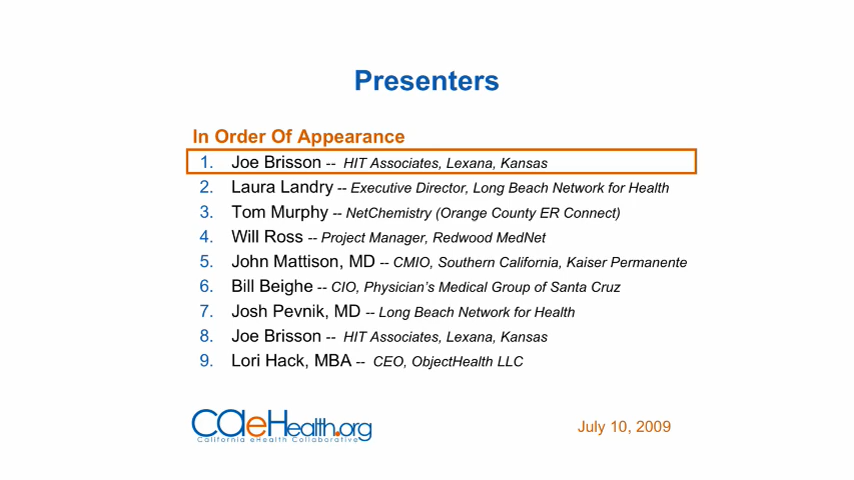 Presenters
In Order Of Appearance
1. Joe Brisson -- HIT Associates, Lexana, Kansas
2. Laura Landry -- Executive Director, Long Beach Network for Health
3. Tom Murphy -- NetChemistry (Orange County ER Connect)
4. Will Ross -- Project Manager, Redwood MedNet
5. John Mattison, MD -- CMIO, Southern California, Kaiser Permanente
6. Bill Beighe -- CIO, Physician's Medical Group of Santa Cruz
7. Josh Pevnik, MD -- Long Beach Network for Health
8. Joe Brisson -- HIT Associates, Lexana, Kansas
9. Lori Hack, MBA -- CEO, ObjectHealth LLC
CAeHealth.org
California eHealth Collaborative
July 10, 2009